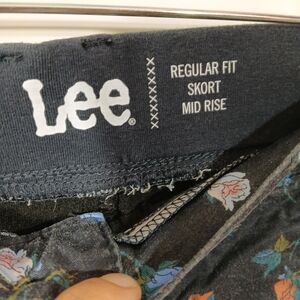 Lee®
REGULAR FIT
SKORT
MID RISE